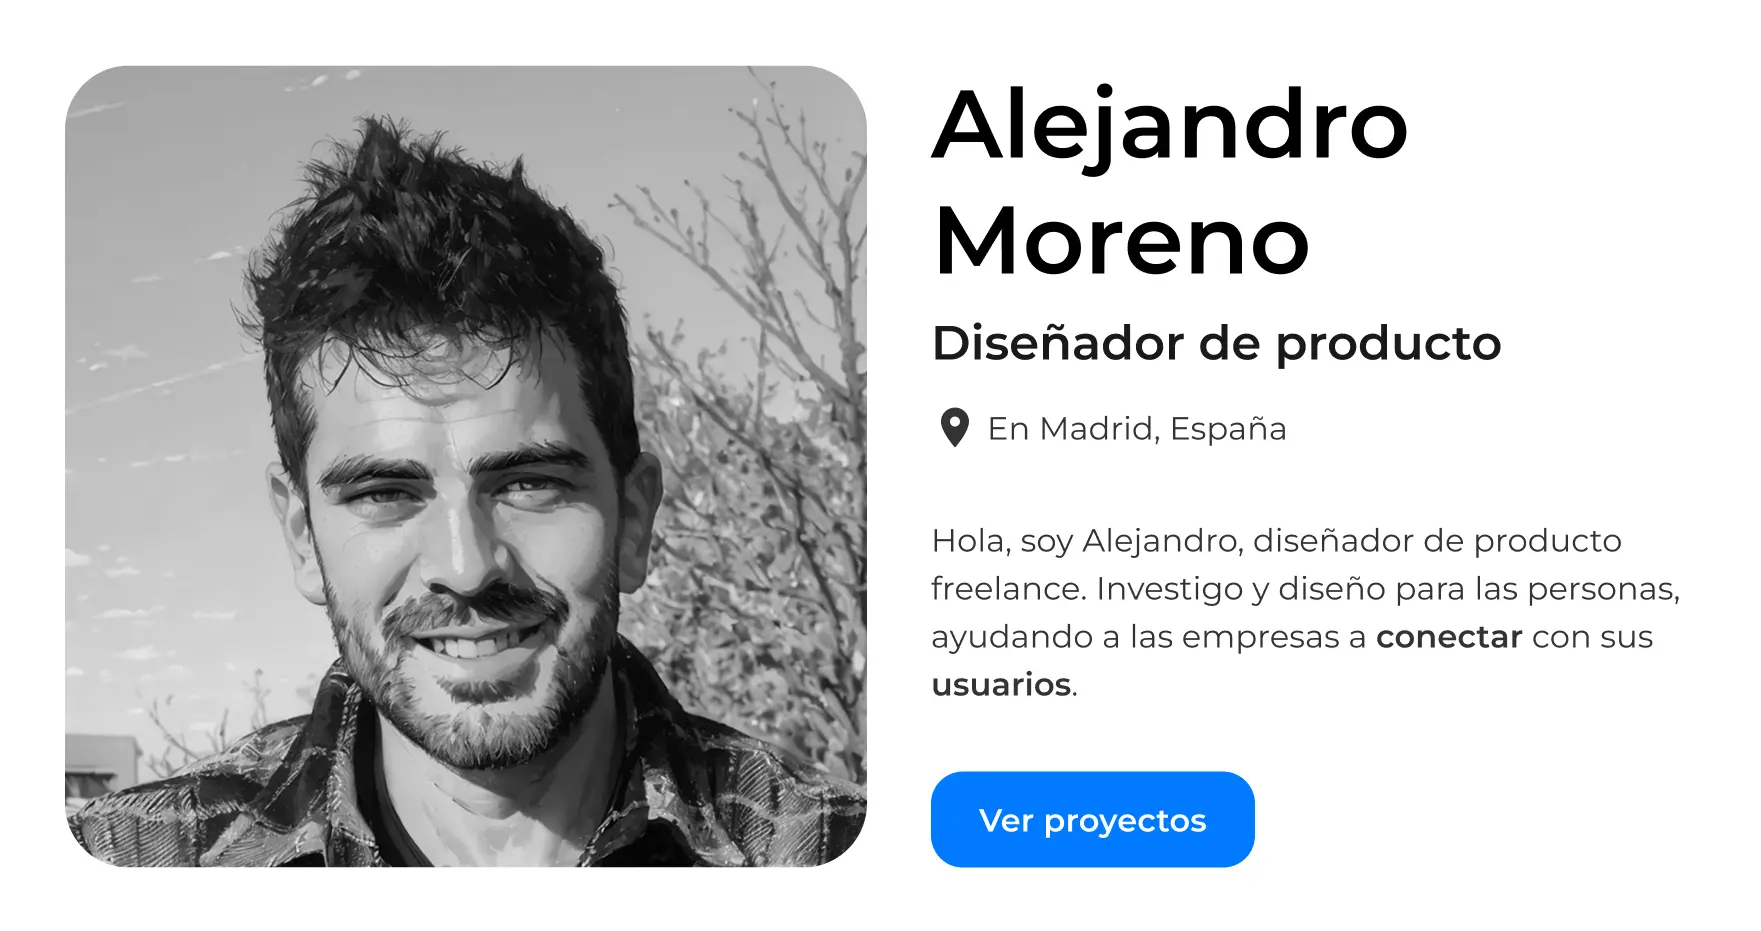 Alejandro
Moreno
Diseñador de producto
En Madrid, España
Hola, soy Alejandro, diseñador de producto
freelance. Investigo y diseño para las personas,
ayudando a las empresas a conectar con sus
usuarios.
Ver proyectos